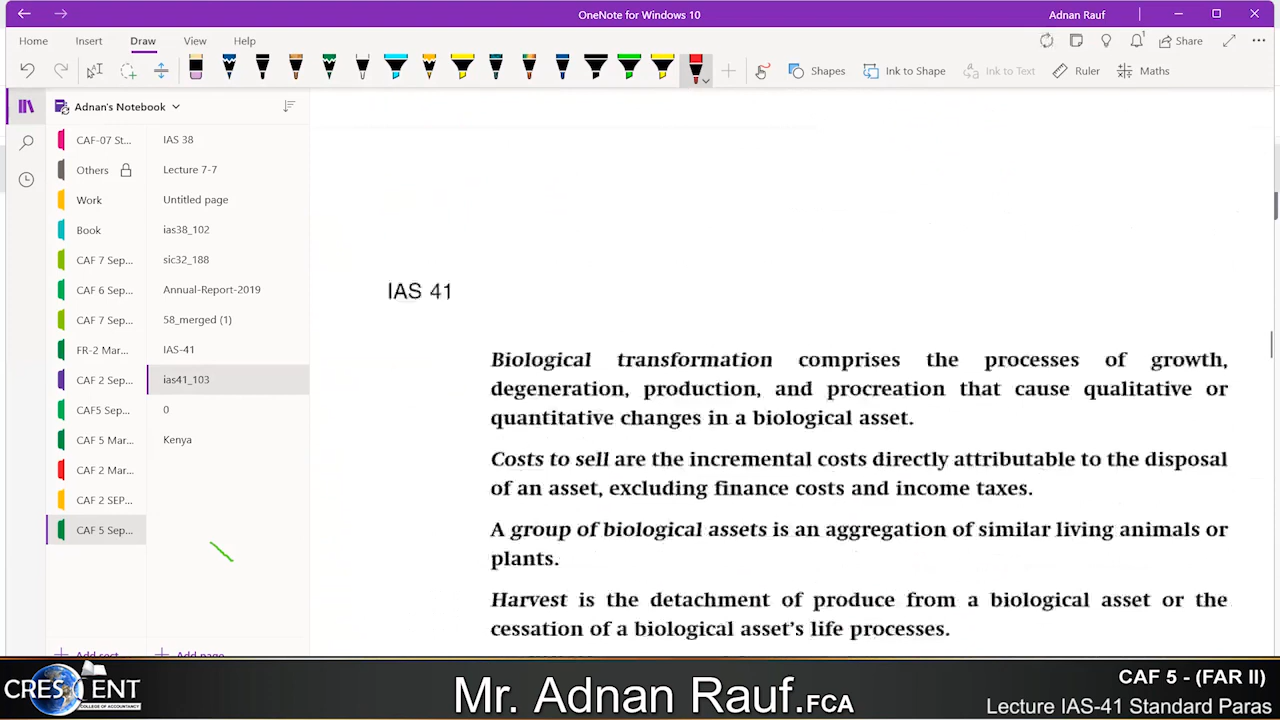 OneNote for Windows 10
Adnan Rauf
Home Insert Draw View Help
Share
Shapes
Ink to Shape
Ink to Text
Ruler
Maths
Adnan's Notebook
CAF-07 St...
Others
Work
Book
CAF 7 Sep...
CAF 6 Sep...
CAF 7 Sep...
FR-2 Mar...
CAF 2 Sep...
CAF5 Sep...
CAF 5 Mar...
CAF 2 Mar...
CAF 2 SEP...
CAF 5 Sep...
Add sect
IAS 38
Lecture 7-7
Untitled page
ias38_102
sic32_188
Annual-Report-2019
58_merged (1)
IAS-41
ias41_103
0
Kenya
Add page
IAS 41
Biological transformation comprises the processes of growth,
degeneration, production, and procreation that cause qualitative or
quantitative changes in a biological asset.
Costs to sell are the incremental costs directly attributable to the disposal
of an asset, excluding finance costs and income taxes.
A group of biological assets is an aggregation of similar living animals or
plants.
Harvest is the detachment of produce from a biological asset or the
cessation of a biological asset's life processes.
CRESCENT
COLLEGE OF ACCOUNTANCY
Mr. Adnan Rauf.FCA
CAF 5 - (FAR II)
Lecture IAS-41 Standard Paras